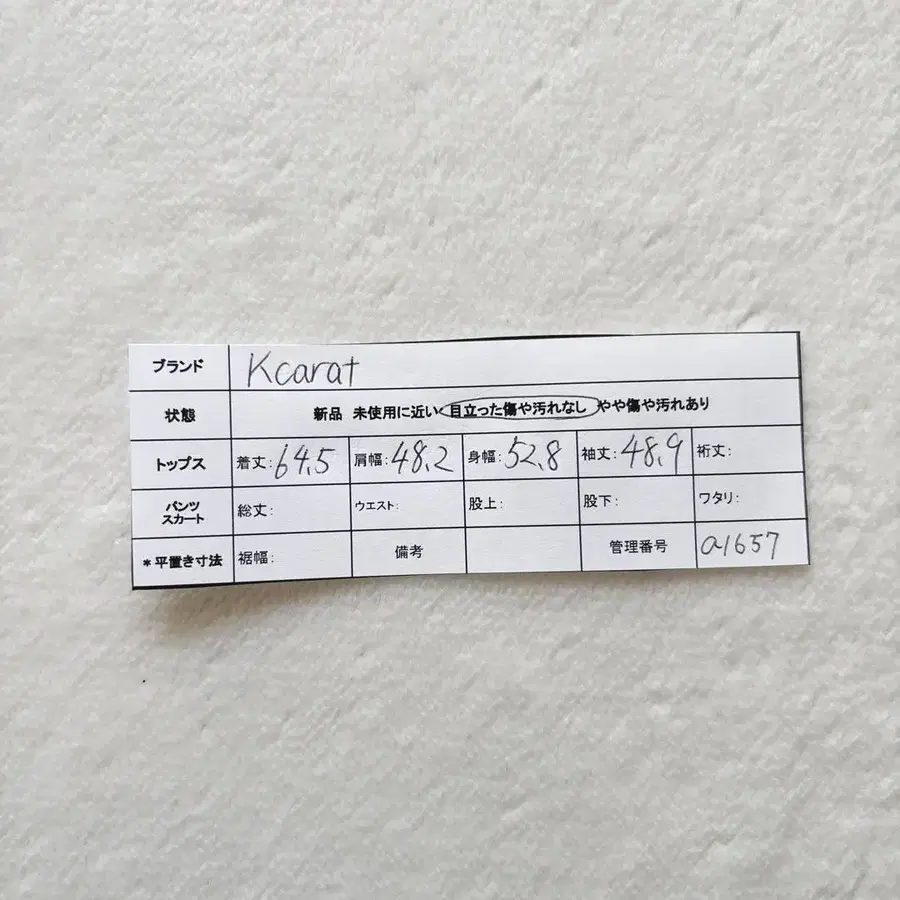 ブランド Kcarat
状態 新品 未使用に近い 目立った傷や汚れなし やや傷や汚れあり
トップス 着丈:64.5 肩幅:48.2 身幅:52.8 袖丈:48.9 裄丈:
パンツ
スカート 総丈: ウエスト: 股上: 股下: ワタリ:
*平置き寸法 裾幅: 備考 管理番号 a1657